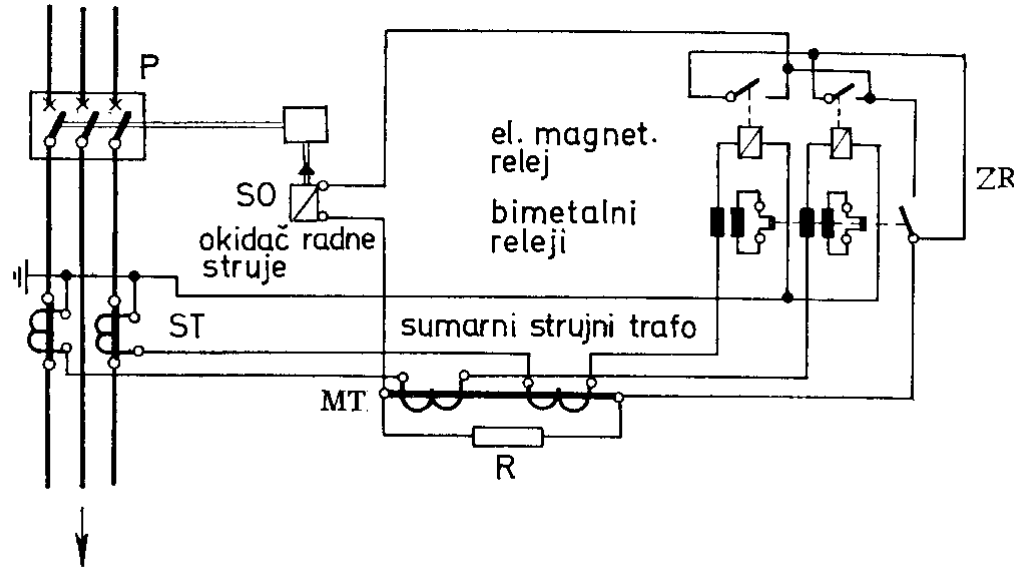 P
el. magnet.
relej
ZR
SO
bimetalni
releji
okidač radne
struje
ST
sumarni strujni trafo
MT
R